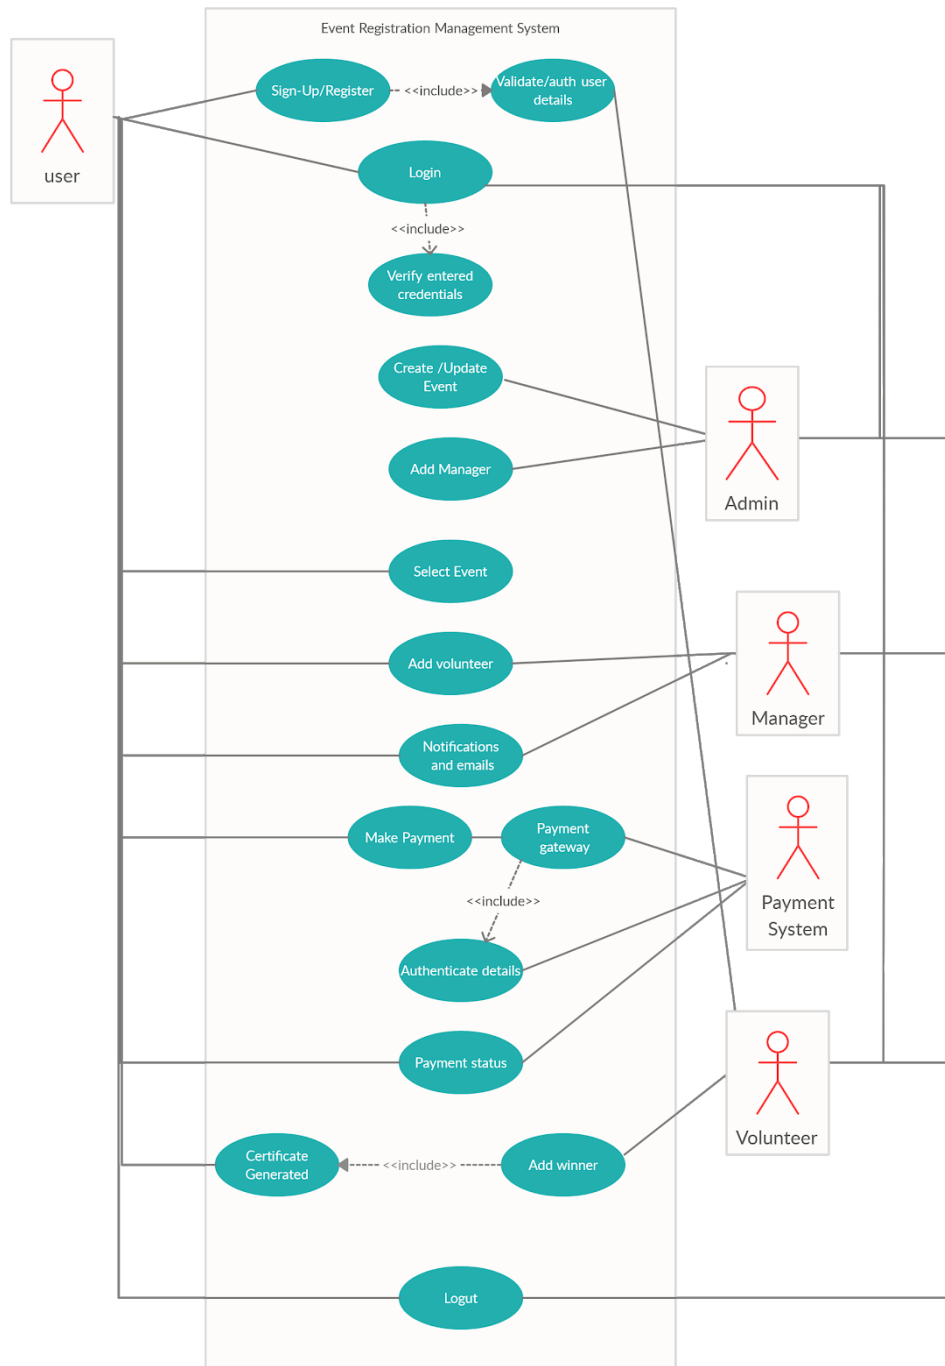 Event Registration Management System
user
Sign-Up/Register
<<include>>
Validate/auth user
details
Login
<<include>>
Verify entered
credentials
Create /Update
Event
Add Manager
Admin
Select Event
Add volunteer
Manager
Notifications
and emails
Make Payment
Payment
gateway
<<include>>
Payment
System
Authenticate details
Payment status
Volunteer
Certificate
Generated
<<include>>
Add winner
Logut